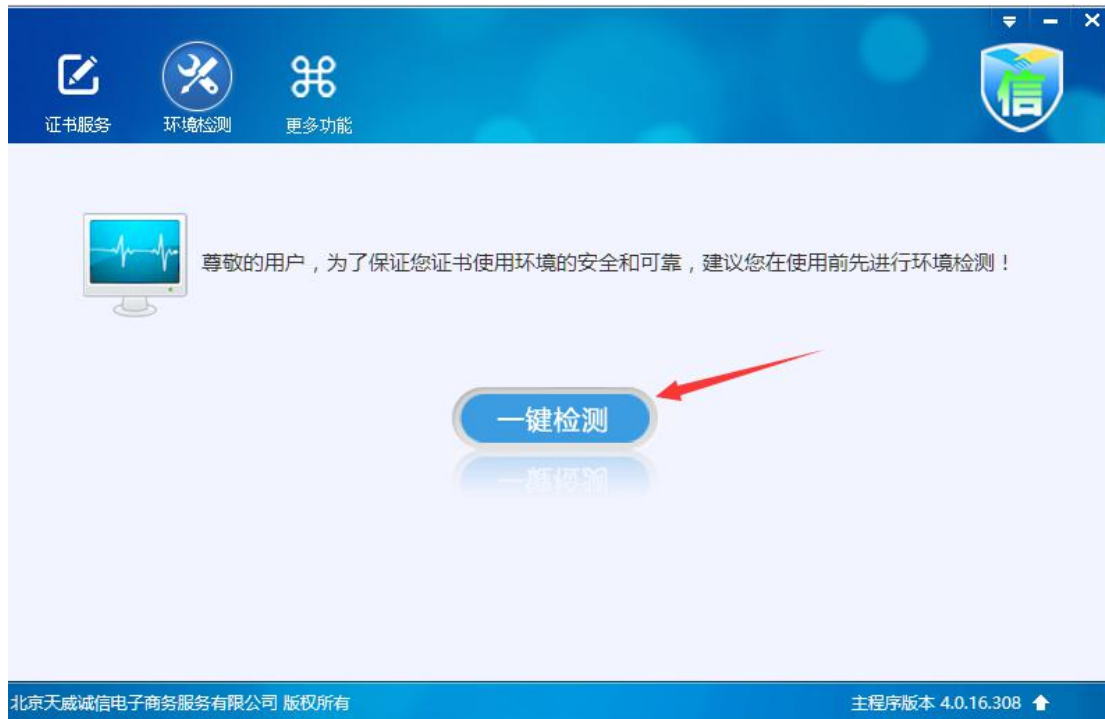 证书服务 环境检测 更多功能
信
尊敬的用户，为了保证您证书使用环境的安全和可靠，建议您在使用前先进行环境检测！
一键检测
北京天威诚信电子商务服务有限公司 版权所有 主程序版本 4.0.16.308